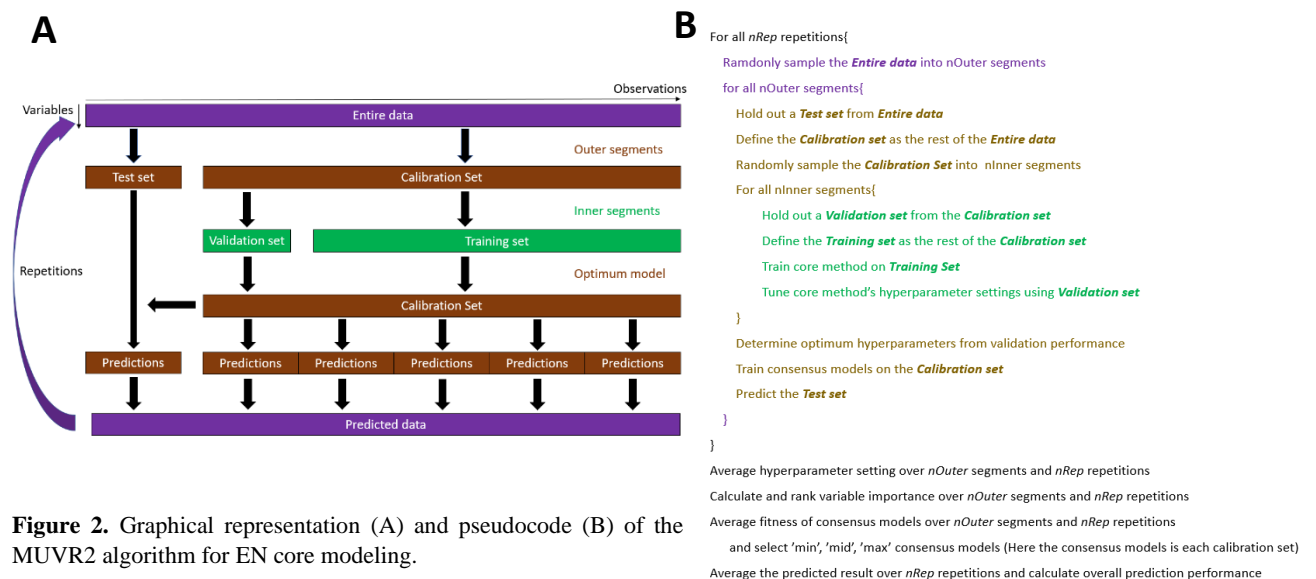 A
Observations
Variables
Entire data
Outer segments
Test set
Calibration Set
Inner segments
Validation set
Training set
Repetitions
Optimum model
Calibration Set
Predictions
Predictions
Predictions
Predictions
Predictions
Predictions
Predicted data
Figure 2. Graphical representation (A) and pseudocode (B) of the
MUVR2 algorithm for EN core modeling.
B
For all nRep repetitions{
Ramdonly sample the Entire data into nOuter segments
for all nOuter segments{
Hold out a Test set from Entire data
Define the Calibration set as the rest of the Entire data
Randomly sample the Calibration Set into nInner segments
For all nInner segments{
Hold out a Validation set from the Calibration set
Define the Training set as the rest of the Calibration set
Train core method on Training Set
Tune core method's hyperparameter settings using Validation set
}
Determine optimum hyperparameters from validation performance
Train consensus models on the Calibration set
Predict the Test set
}
}
Average hyperparameter setting over nOuter segments and nRep repetitions
Calculate and rank variable importance over nOuter segments and nRep repetitions
Average fitness of consensus models over nOuter segments and nRep repetitions
and select 'min', 'mid', 'max' consensus models (Here the consensus models is each calibration set)
Average the predicted result over nRep repetitions and calculate overall prediction performance